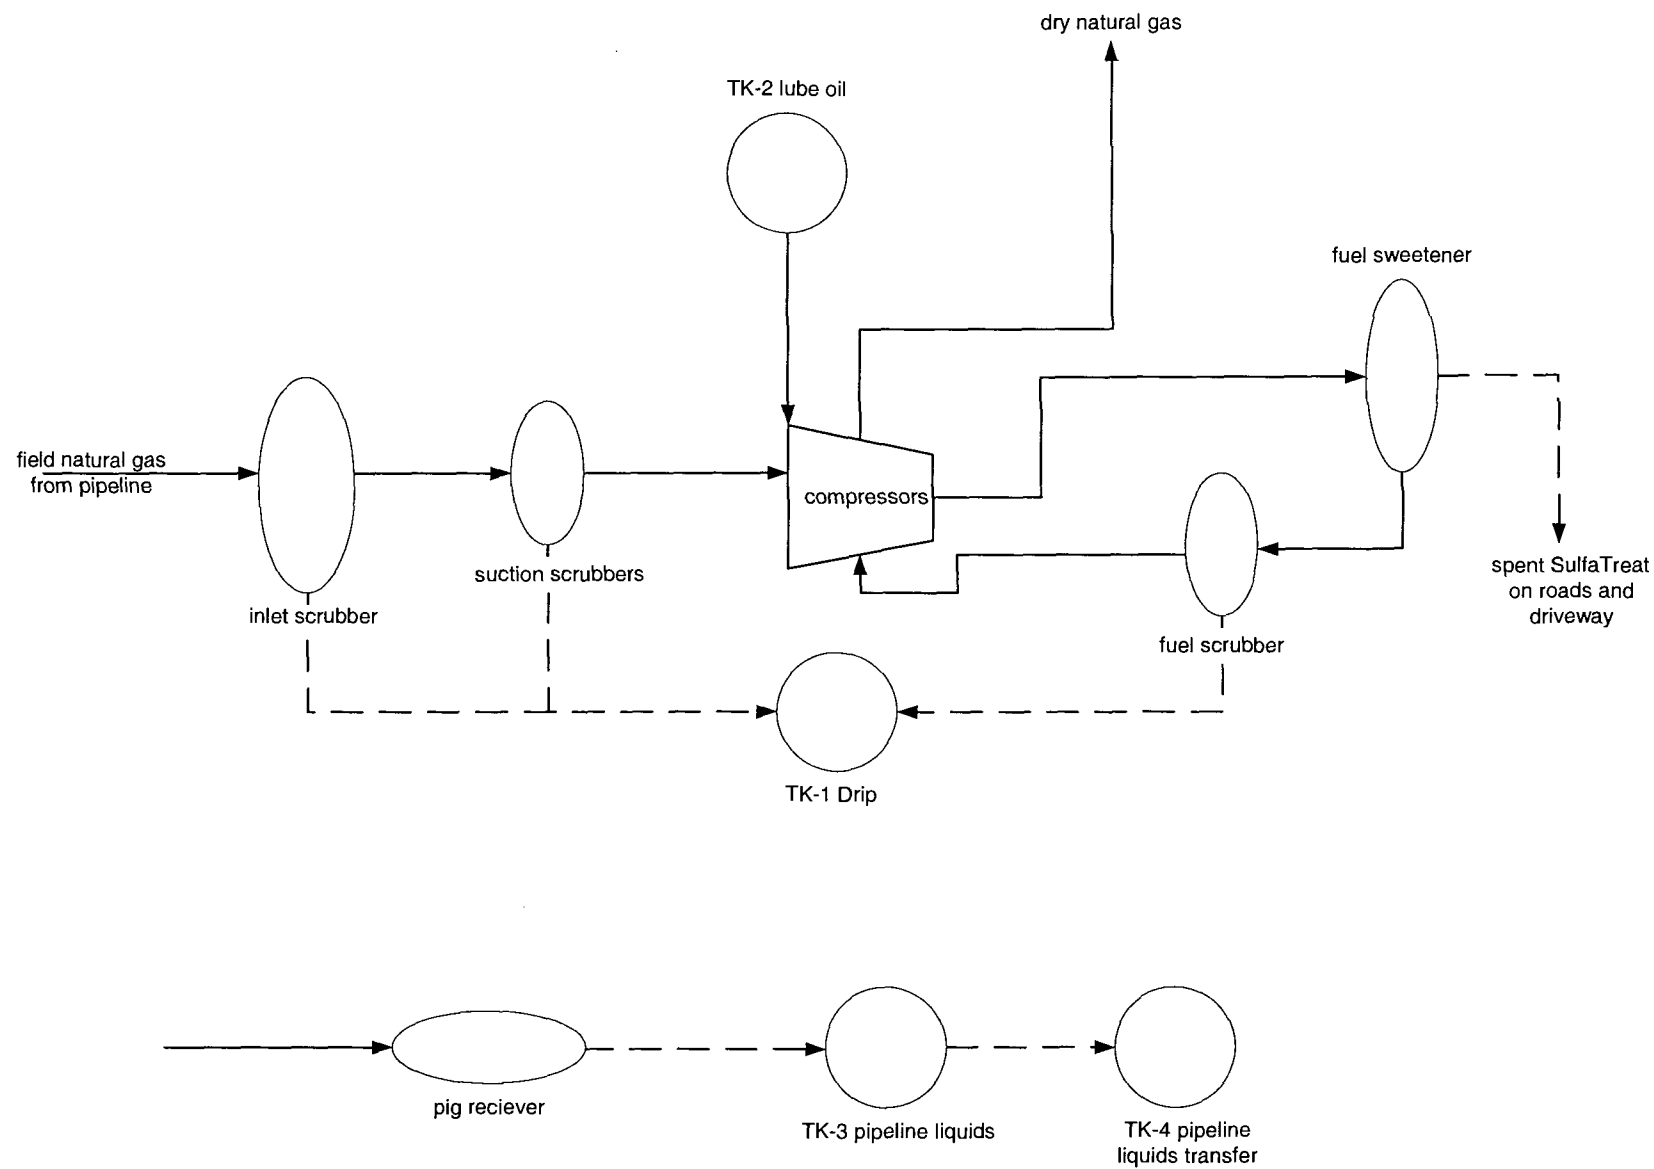 dry natural gas
TK-2 lube oil
fuel sweetener
field natural gas
from pipeline
compressors
suction scrubbers
inlet scrubber
fuel scrubber
spent SulfaTreat
on roads and
driveway
TK-1 Drip
pig reciever
TK-3 pipeline liquids
TK-4 pipeline
liquids transfer